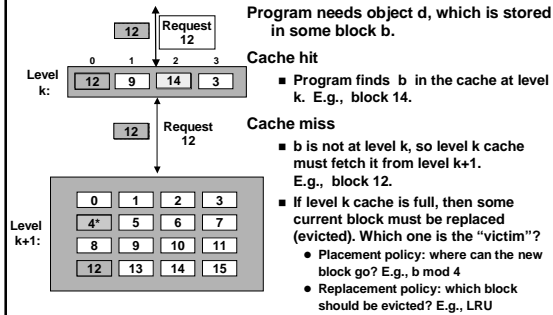 Program needs object d, which is stored
in some block b.
Cache hit
■ Program finds b in the cache at level
k. E.g., block 14.
Cache miss
■ b is not at level k, so level k cache
must fetch it from level k+1.
E.g., block 12.
■ If level k cache is full, then some
current block must be replaced
(evicted). Which one is the “victim”?
● Placement policy: where can the new
block go? E.g., b mod 4
● Replacement policy: which block
should be evicted? E.g., LRU
12
Request
12
0 1 2 3
Level
k:
12 9 14 3
12
Request
12
Level
k+1:
0 1 2 3
4* 5 6 7
8 9 10 11
12 13 14 15